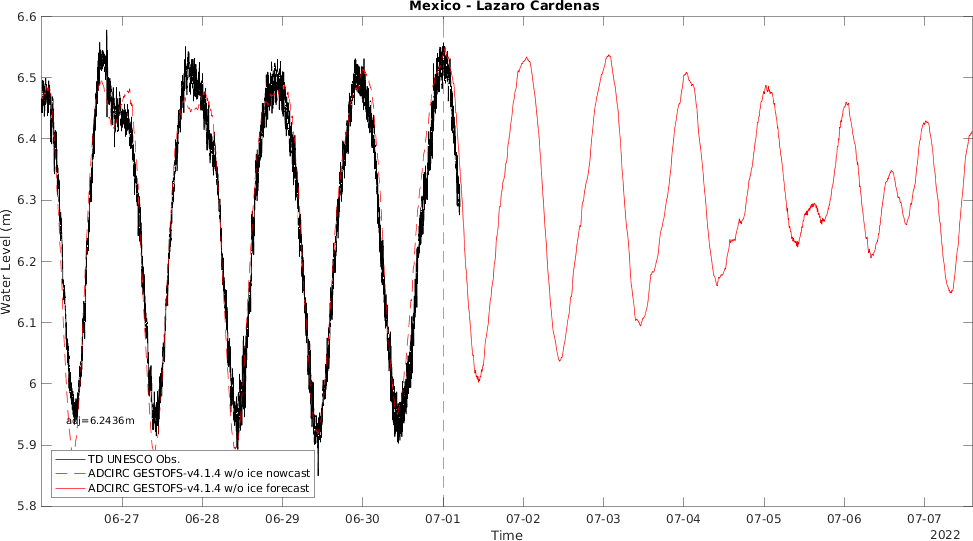 Mexico - Lazaro Cardenas
6.6
6.5
6.4
6.3
6.2
6.1
6
5.9
5.8
Water Level (m)
adj=6.2436m
TD UNESCO Obs.
ADCIRC GESTOFS-v4.1.4 w/o ice nowcast
ADCIRC GESTOFS-v4.1.4 w/o ice forecast
06-27 06-28 06-29 06-30 07-01 07-02 07-03 07-04 07-05 07-06 07-07
Time
2022